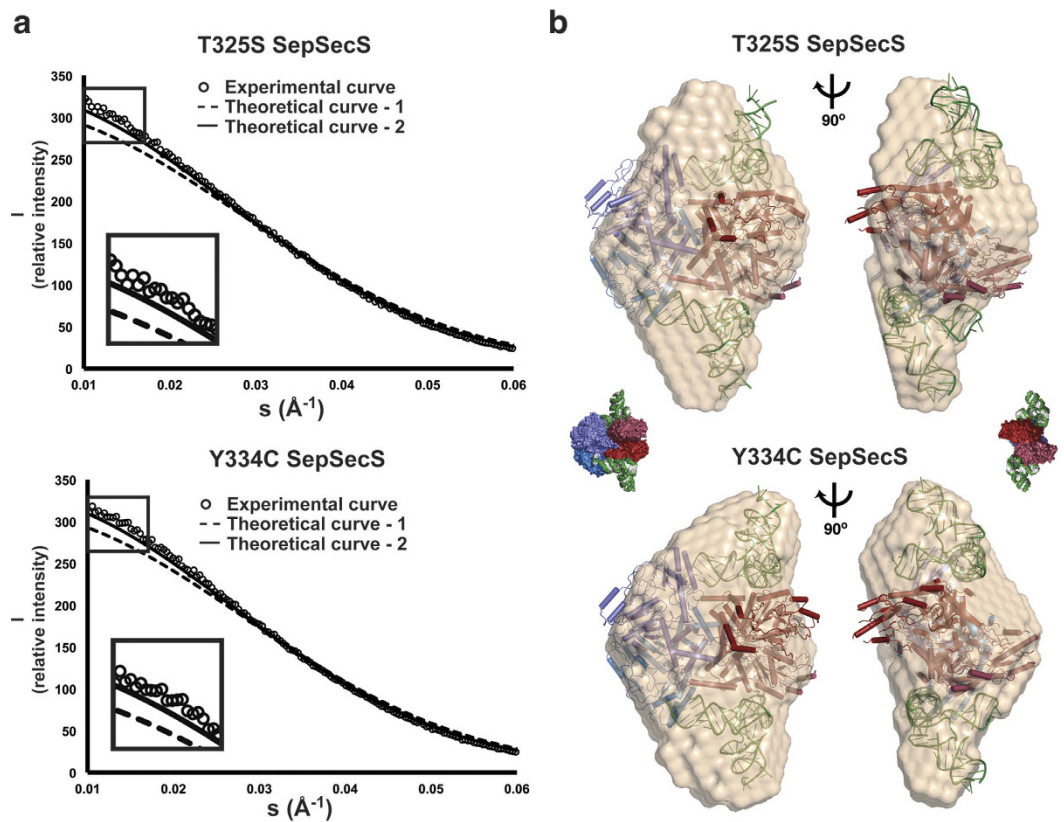 a
T325S SepSecS
350
300
250
200
150
100
50
0
I
(relative intensity)
Experimental curve
Theoretical curve - 1
Theoretical curve - 2
0.01 0.02 0.03 0.04 0.05 0.06
s (Å⁻¹)
Y334C SepSecS
350
300
250
200
150
100
50
0
I
(relative intensity)
Experimental curve
Theoretical curve - 1
Theoretical curve - 2
0.01 0.02 0.03 0.04 0.05 0.06
s (Å⁻¹)
b
T325S SepSecS
90º
Y334C SepSecS
90º